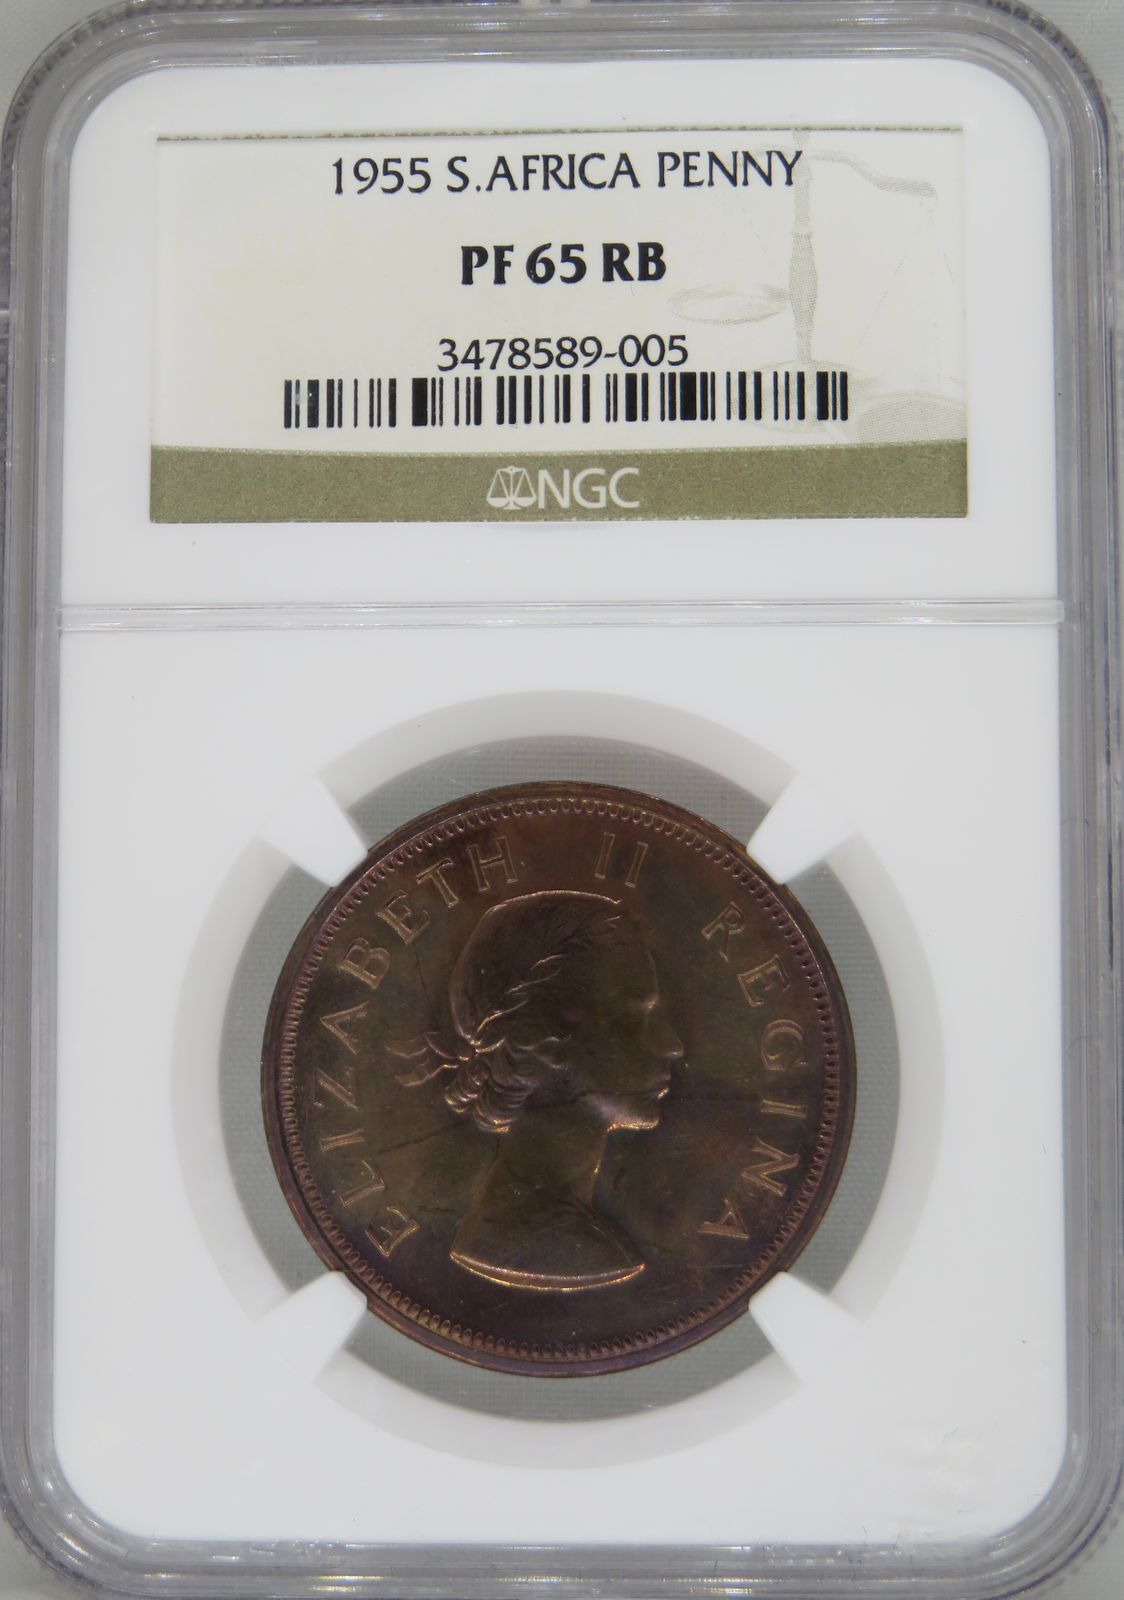 1955 S.AFRICA PENNY
PF 65 RB
3478589-005
NGC
ELIZABETH II REGINA